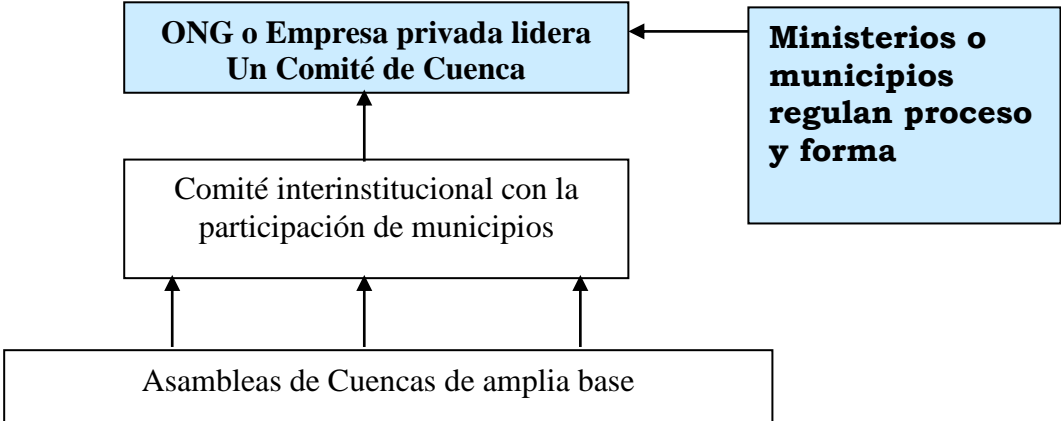 ONG o Empresa privada lidera
Un Comité de Cuenca
Ministerios o
municipios
regulan proceso
y forma
Comité interinstitucional con la
participación de municipios
Asambleas de Cuencas de amplia base